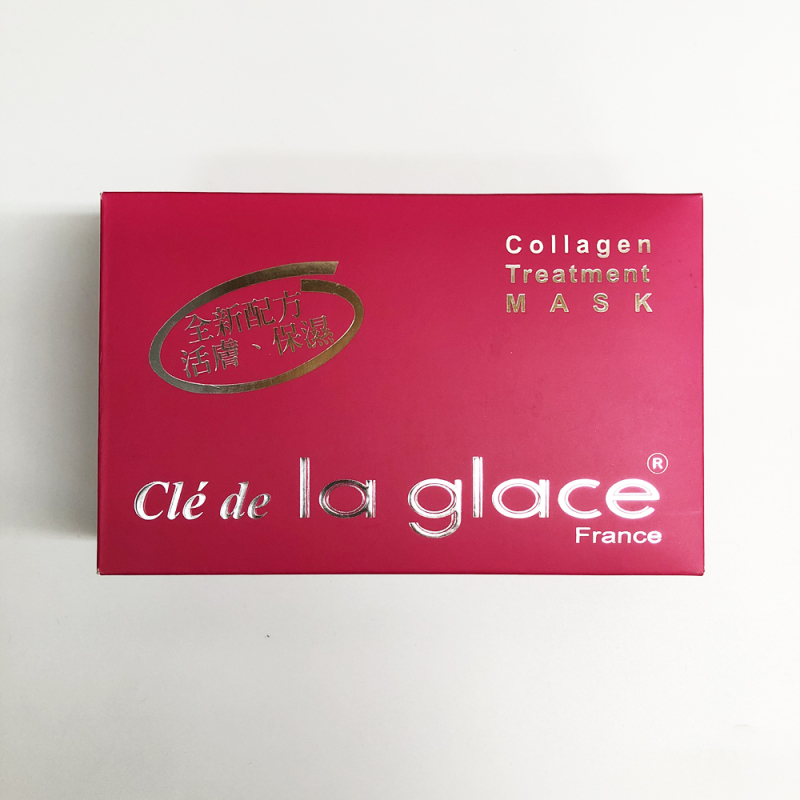 Collagen
Treatment
MASK
全新配方
活膚、保濕
Clé de la glace®
France